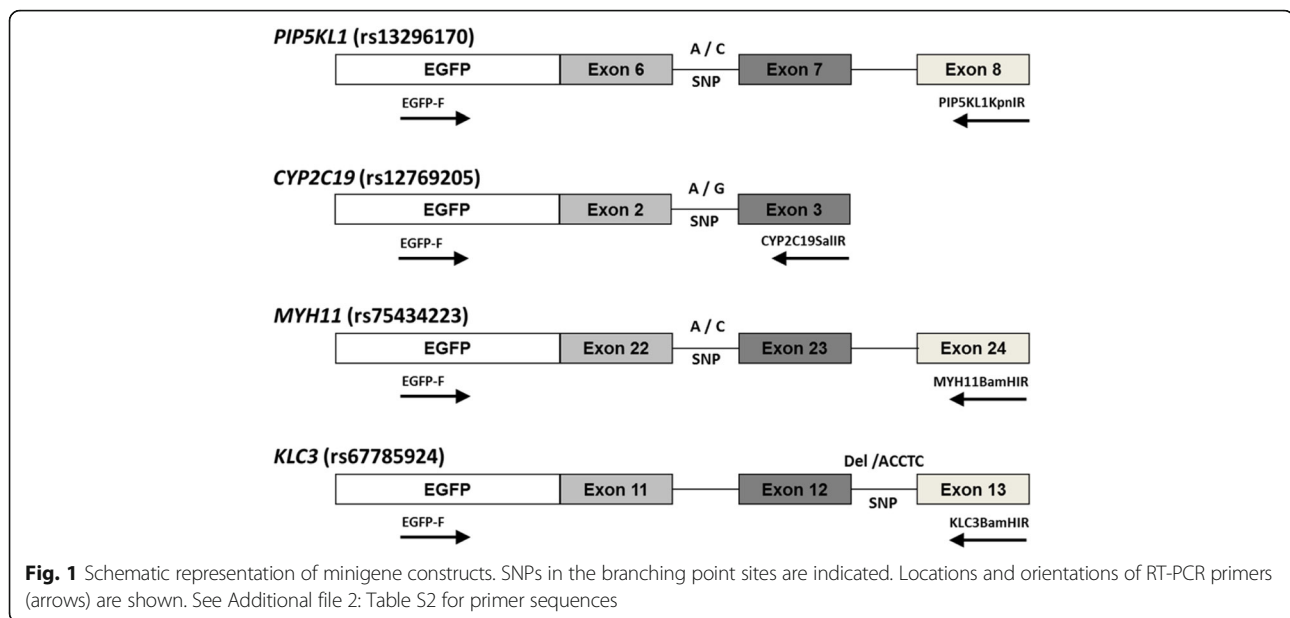 PIP5KL1 (rs13296170)
A / C
EGFP Exon 6 Exon 7 Exon 8
SNP
EGFP-F PIP5KL1KpnIR
CYP2C19 (rs12769205)
A / G
EGFP Exon 2 Exon 3
SNP
EGFP-F CYP2C19SalIR
MYH11 (rs75434223)
A / C
EGFP Exon 22 Exon 23 Exon 24
SNP
EGFP-F MYH11BamHIR
KLC3 (rs67785924)
Del /ACCTC
EGFP Exon 11 Exon 12 Exon 13
SNP
EGFP-F KLC3BamHIR
Fig. 1 Schematic representation of minigene constructs. SNPs in the branching point sites are indicated. Locations and orientations of RT-PCR primers
(arrows) are shown. See Additional file 2: Table S2 for primer sequences